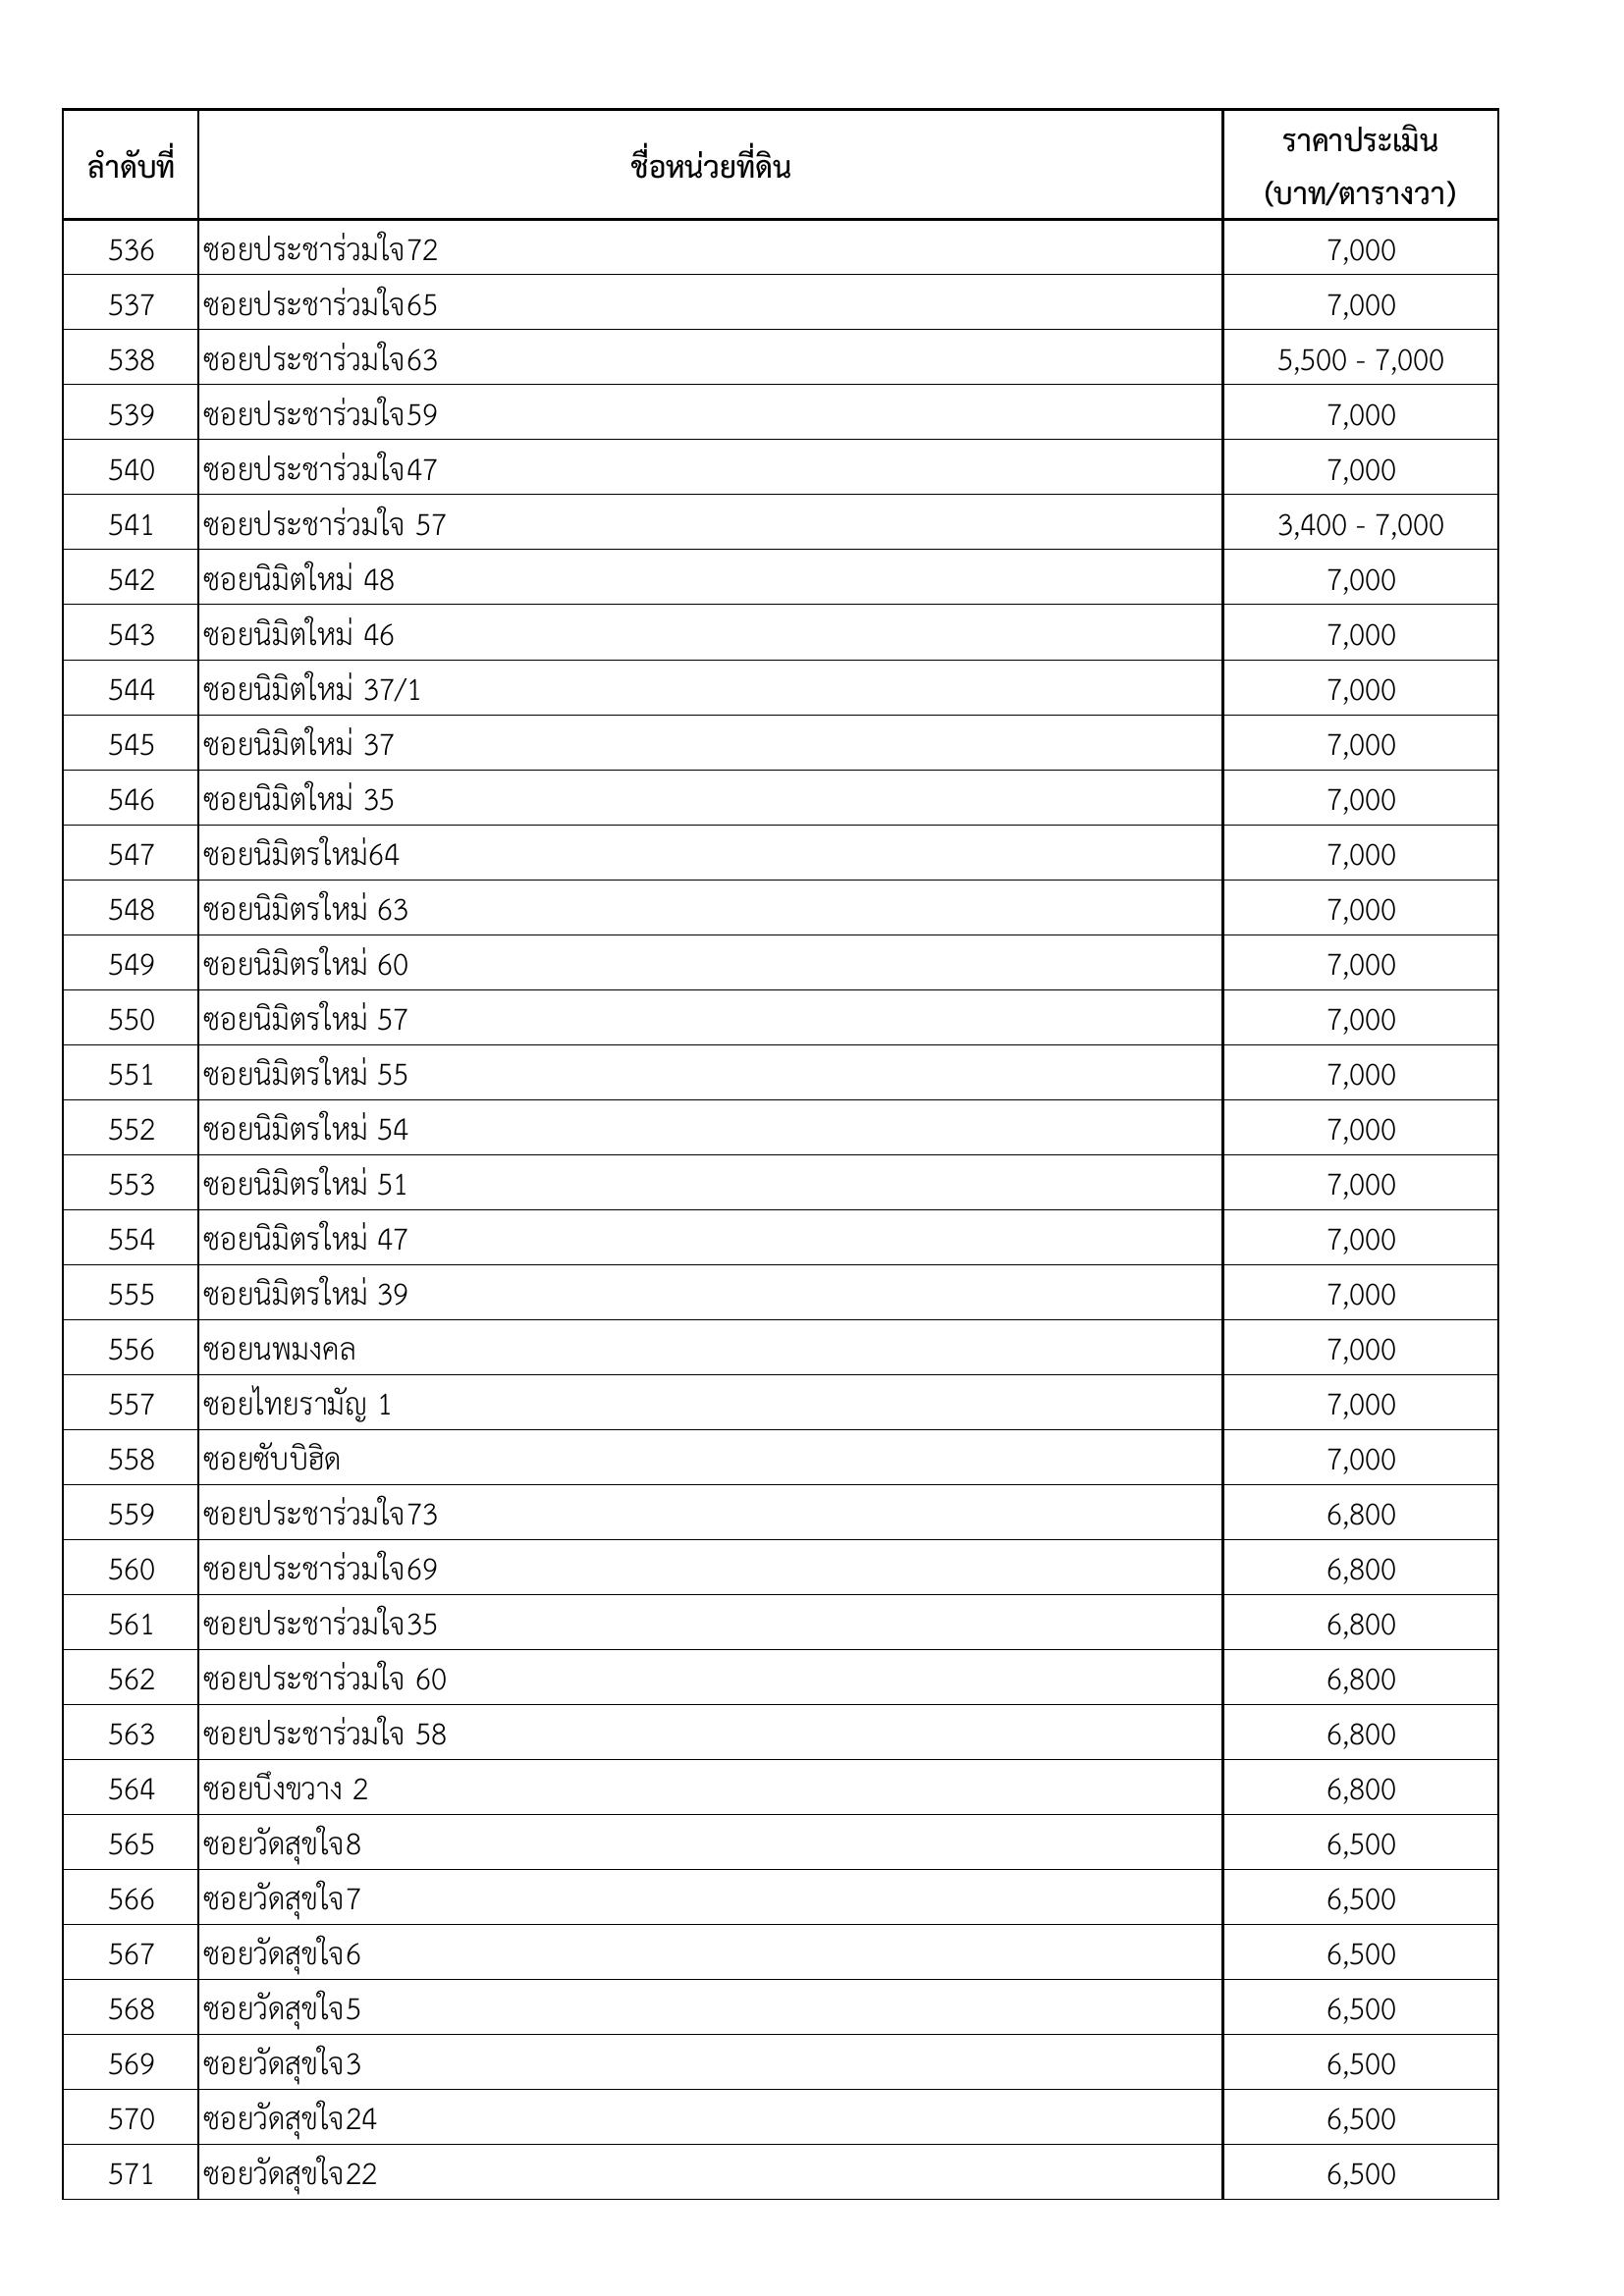 ลำดับที่ ชื่อหน่วยที่ดิน ราคาประเมิน
(บาท/ตารางวา)
536 ซอยประชาร่วมใจ72 7,000
537 ซอยประชาร่วมใจ65 7,000
538 ซอยประชาร่วมใจ63 5,500 - 7,000
539 ซอยประชาร่วมใจ59 7,000
540 ซอยประชาร่วมใจ47 7,000
541 ซอยประชาร่วมใจ 57 3,400 - 7,000
542 ซอยนิมิตใหม่ 48 7,000
543 ซอยนิมิตใหม่ 46 7,000
544 ซอยนิมิตใหม่ 37/1 7,000
545 ซอยนิมิตใหม่ 37 7,000
546 ซอยนิมิตใหม่ 35 7,000
547 ซอยนิมิตรใหม่64 7,000
548 ซอยนิมิตรใหม่ 63 7,000
549 ซอยนิมิตรใหม่ 60 7,000
550 ซอยนิมิตรใหม่ 57 7,000
551 ซอยนิมิตรใหม่ 55 7,000
552 ซอยนิมิตรใหม่ 54 7,000
553 ซอยนิมิตรใหม่ 51 7,000
554 ซอยนิมิตรใหม่ 47 7,000
555 ซอยนิมิตรใหม่ 39 7,000
556 ซอยนพมงคล 7,000
557 ซอยไทยรามัญ 1 7,000
558 ซอยซับบิฮิด 7,000
559 ซอยประชาร่วมใจ73 6,800
560 ซอยประชาร่วมใจ69 6,800
561 ซอยประชาร่วมใจ35 6,800
562 ซอยประชาร่วมใจ 60 6,800
563 ซอยประชาร่วมใจ 58 6,800
564 ซอยบึงขวาง 2 6,800
565 ซอยวัดสุขใจ8 6,500
566 ซอยวัดสุขใจ7 6,500
567 ซอยวัดสุขใจ6 6,500
568 ซอยวัดสุขใจ5 6,500
569 ซอยวัดสุขใจ3 6,500
570 ซอยวัดสุขใจ24 6,500
571 ซอยวัดสุขใจ22 6,500